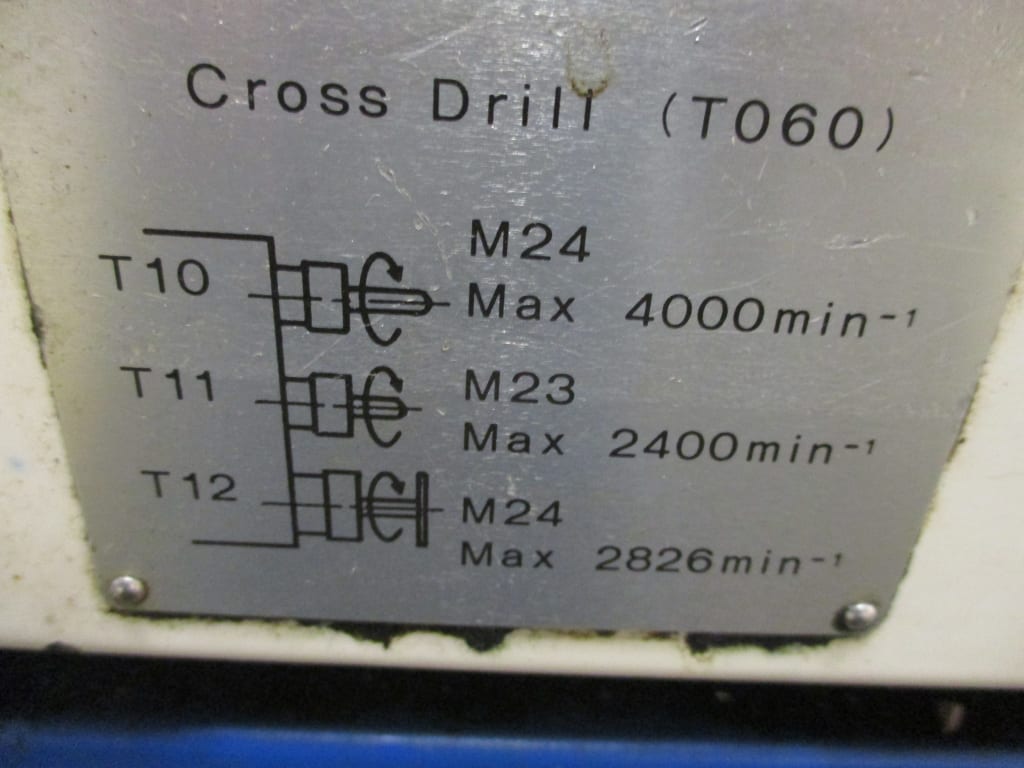 Cross Drill (T060)
T10 M24
Max 4000min⁻¹
T11 M23
Max 2400min⁻¹
T12 M24
Max 2826min⁻¹